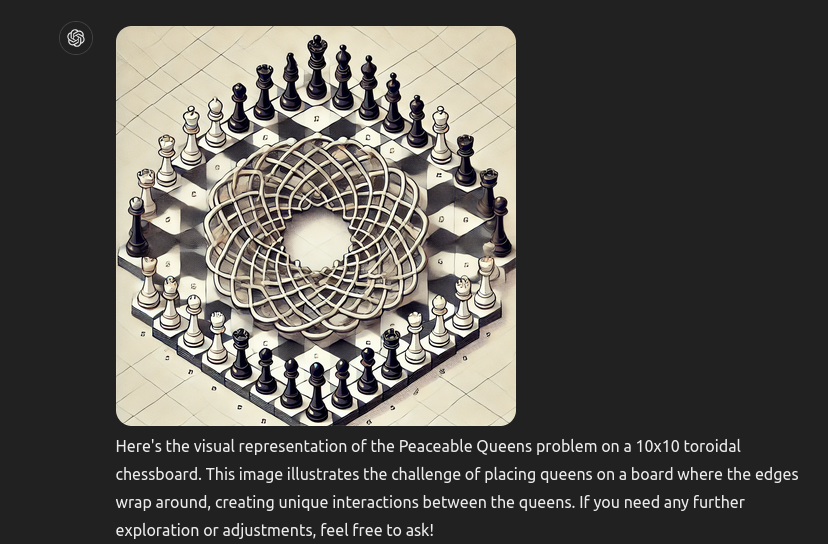 Here's the visual representation of the Peaceable Queens problem on a 10x10 toroidal
chessboard. This image illustrates the challenge of placing queens on a board where the edges
wrap around, creating unique interactions between the queens. If you need any further
exploration or adjustments, feel free to ask!